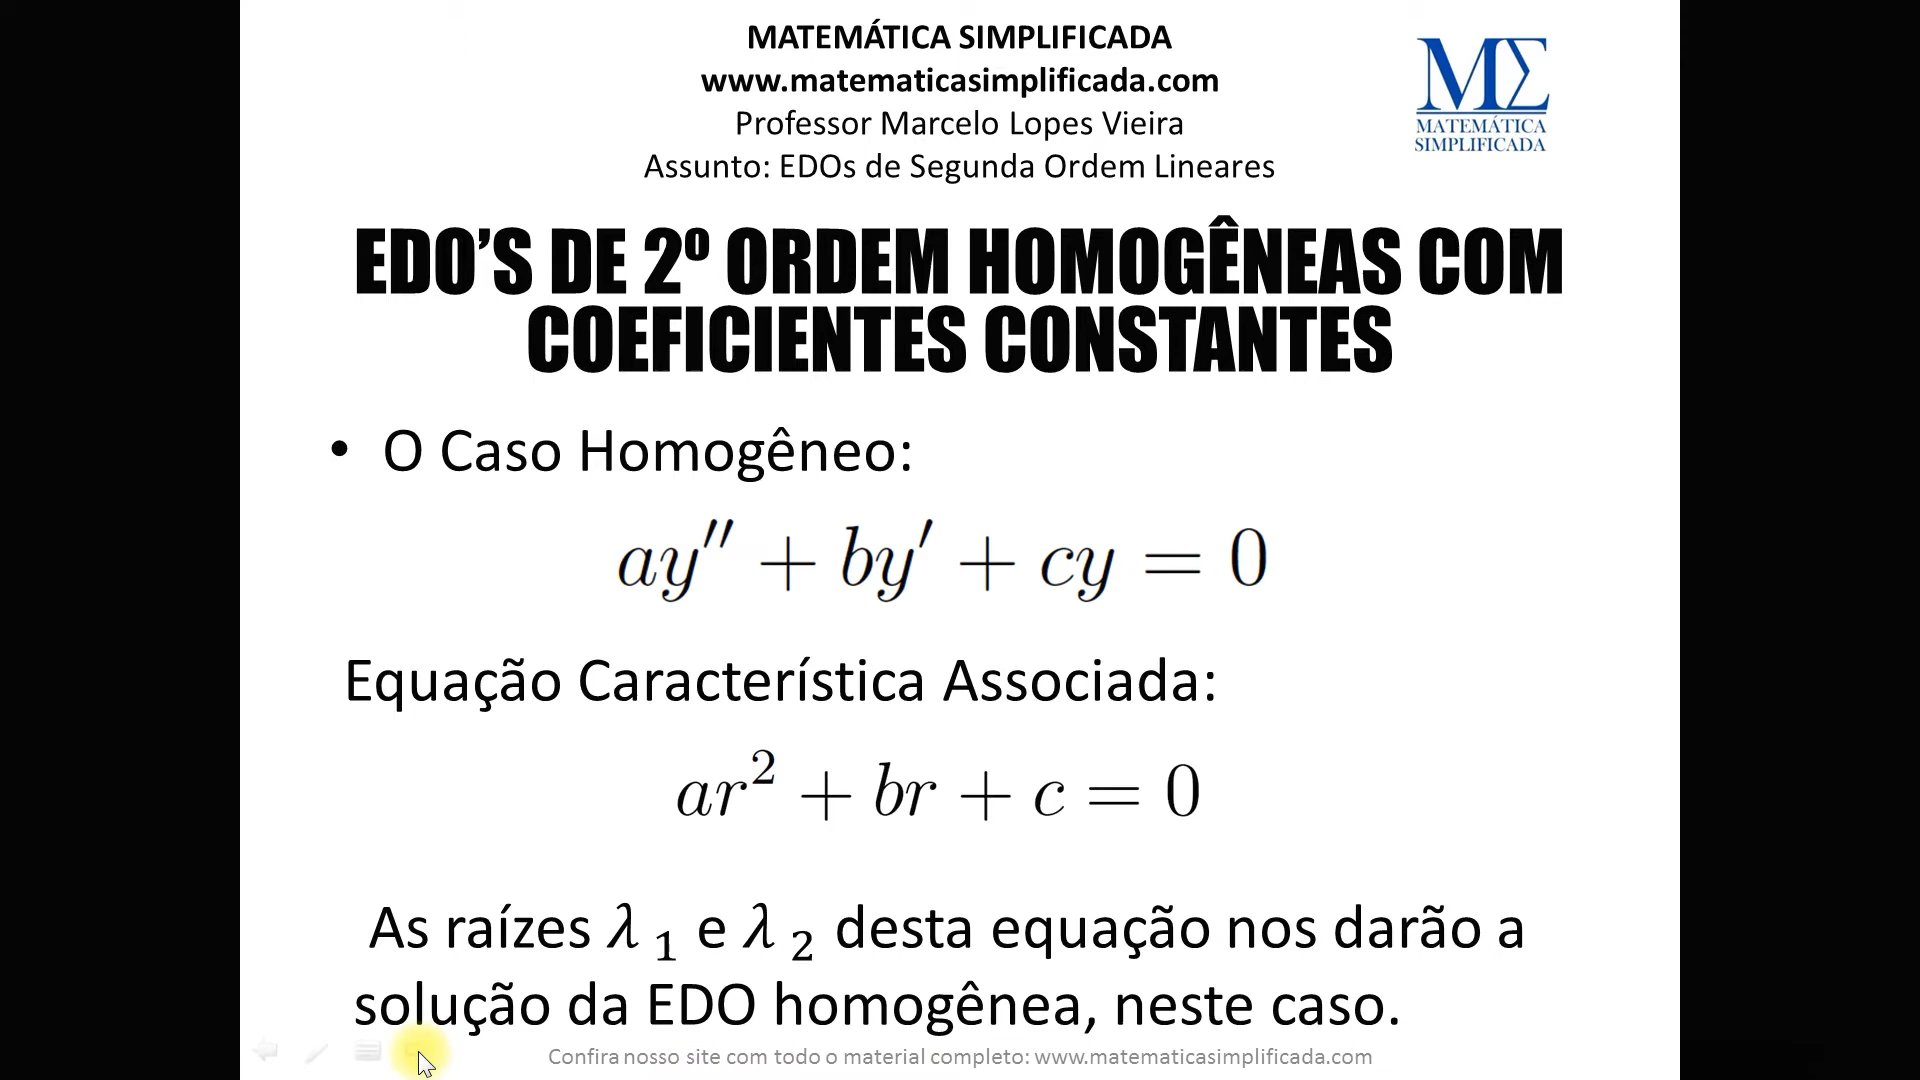 MATEMÁTICA SIMPLIFICADA
www.matematicasimplificada.com
Professor Marcelo Lopes Vieira
Assunto: EDOs de Segunda Ordem Lineares
MΣ
MATEMÁTICA
SIMPLIFICADA
EDO’S DE 2º ORDEM HOMOGÊNEAS COM
COEFICIENTES CONSTANTES
• O Caso Homogêneo:
ay′′ + by′ + cy = 0
Equação Característica Associada:
ar² + br + c = 0
As raízes λ ₁ e λ ₂ desta equação nos darão a
solução da EDO homogênea, neste caso.
Confira nosso site com todo o material completo: www.matematicasimplificada.com